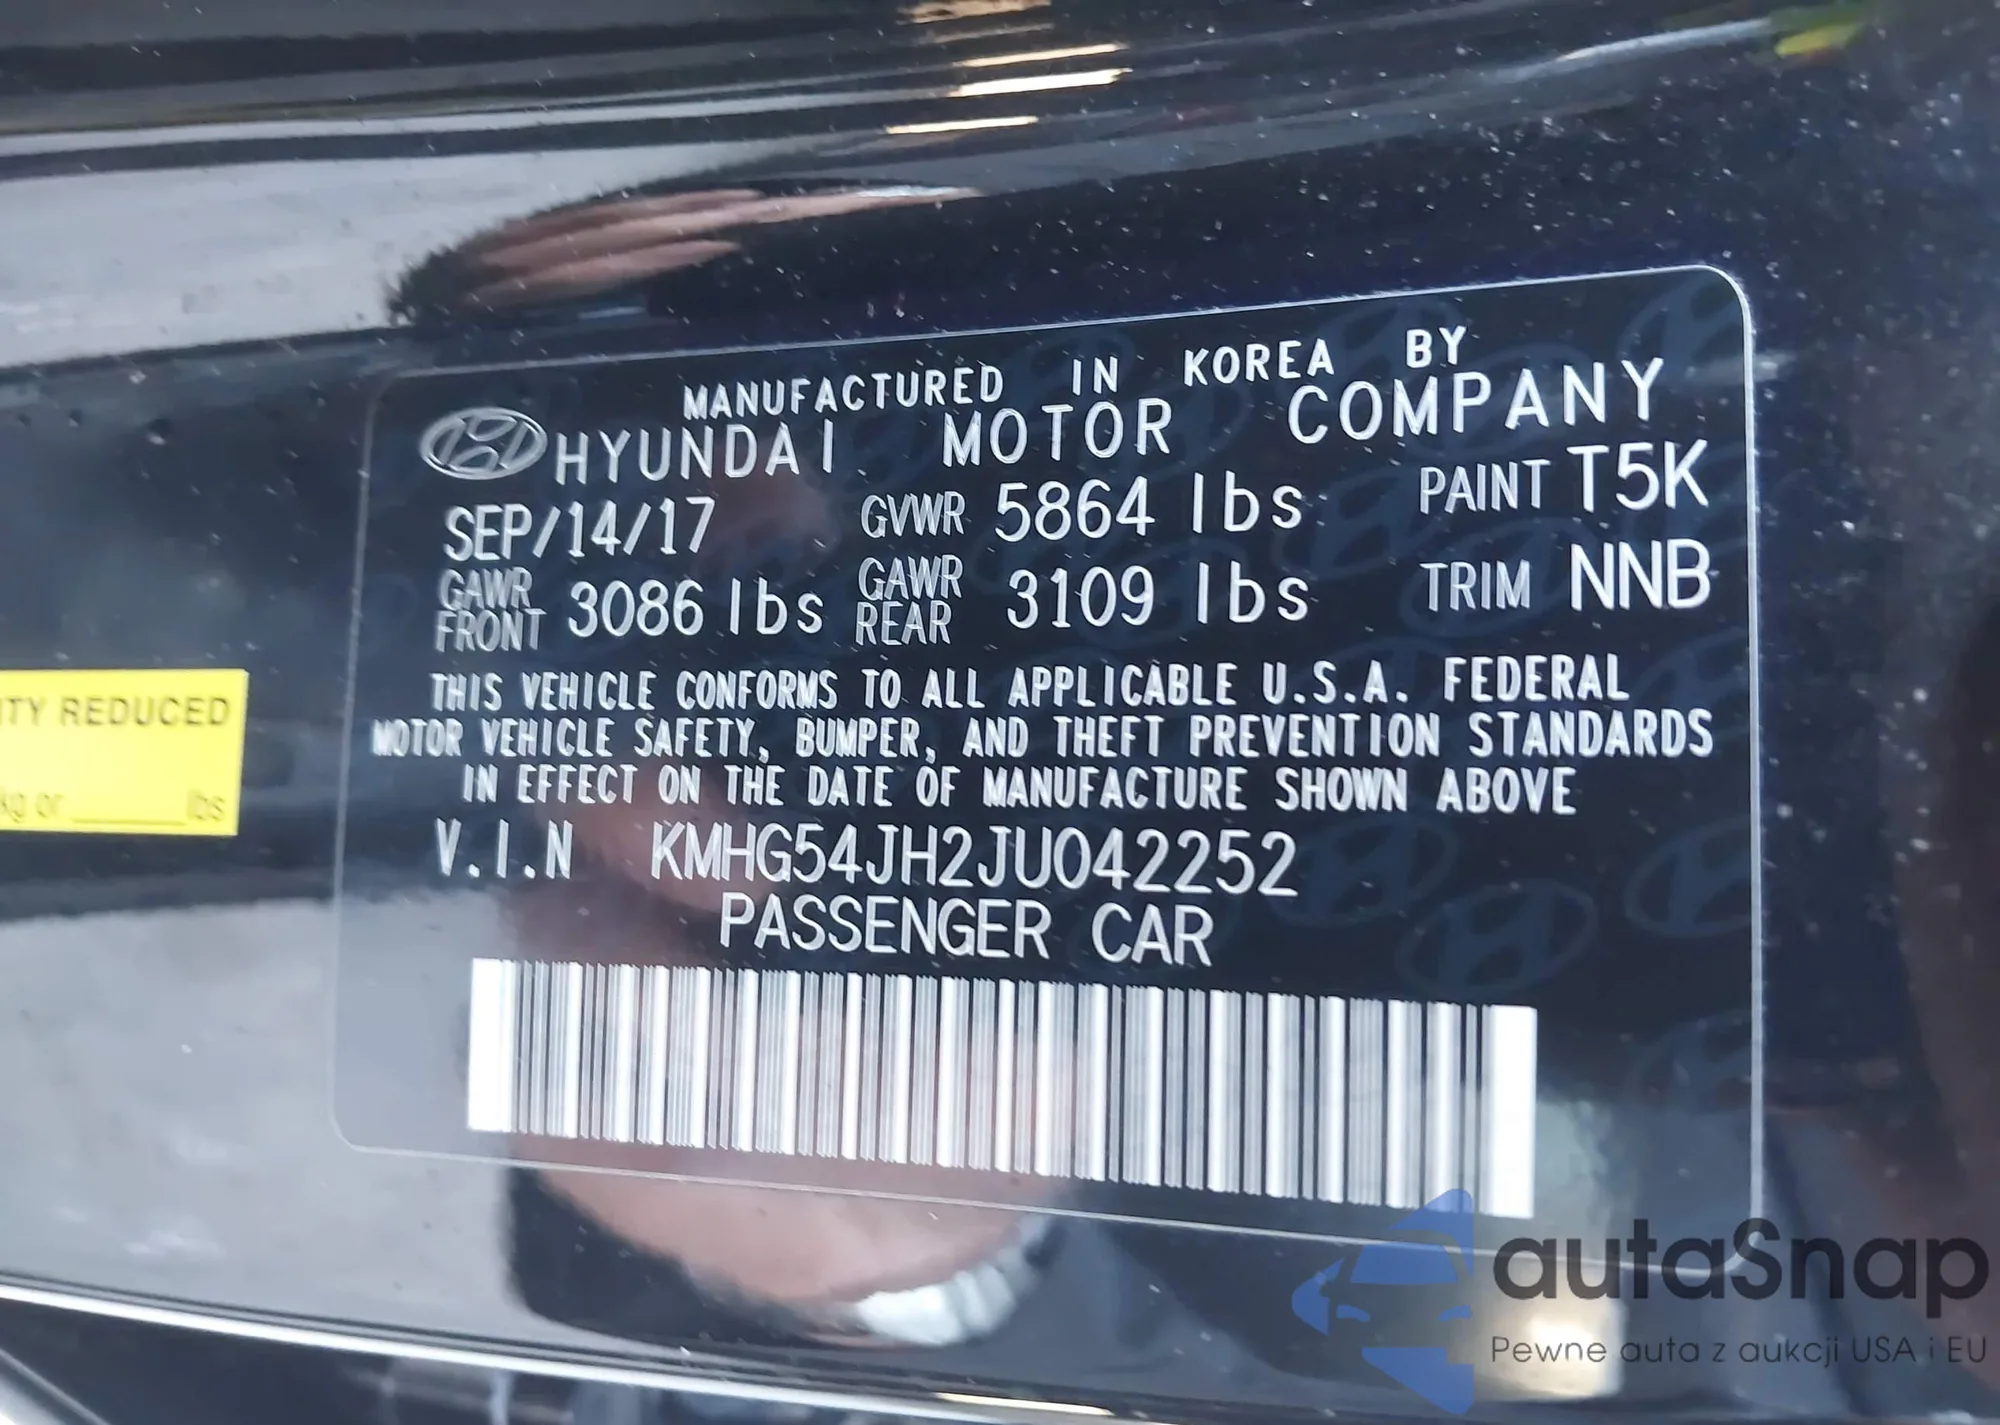 MANUFACTURED IN KOREA BY
HYUNDAI MOTOR COMPANY
SEP/14/17 GVWR 5864 lbs PAINT T5K
GAWR FRONT 3086 lbs GAWR REAR 3109 lbs TRIM NNB
THIS VEHICLE CONFORMS TO ALL APPLICABLE U.S.A. FEDERAL
MOTOR VEHICLE SAFETY, BUMPER, AND THEFT PREVENTION STANDARDS
IN EFFECT ON THE DATE OF MANUFACTURE SHOWN ABOVE
V.I.N KMHG54JH2JU042252
PASSENGER CAR
ITY REDUCED
kg or ______lbs
autaSnap
Pewne auta z aukcji USA i EU